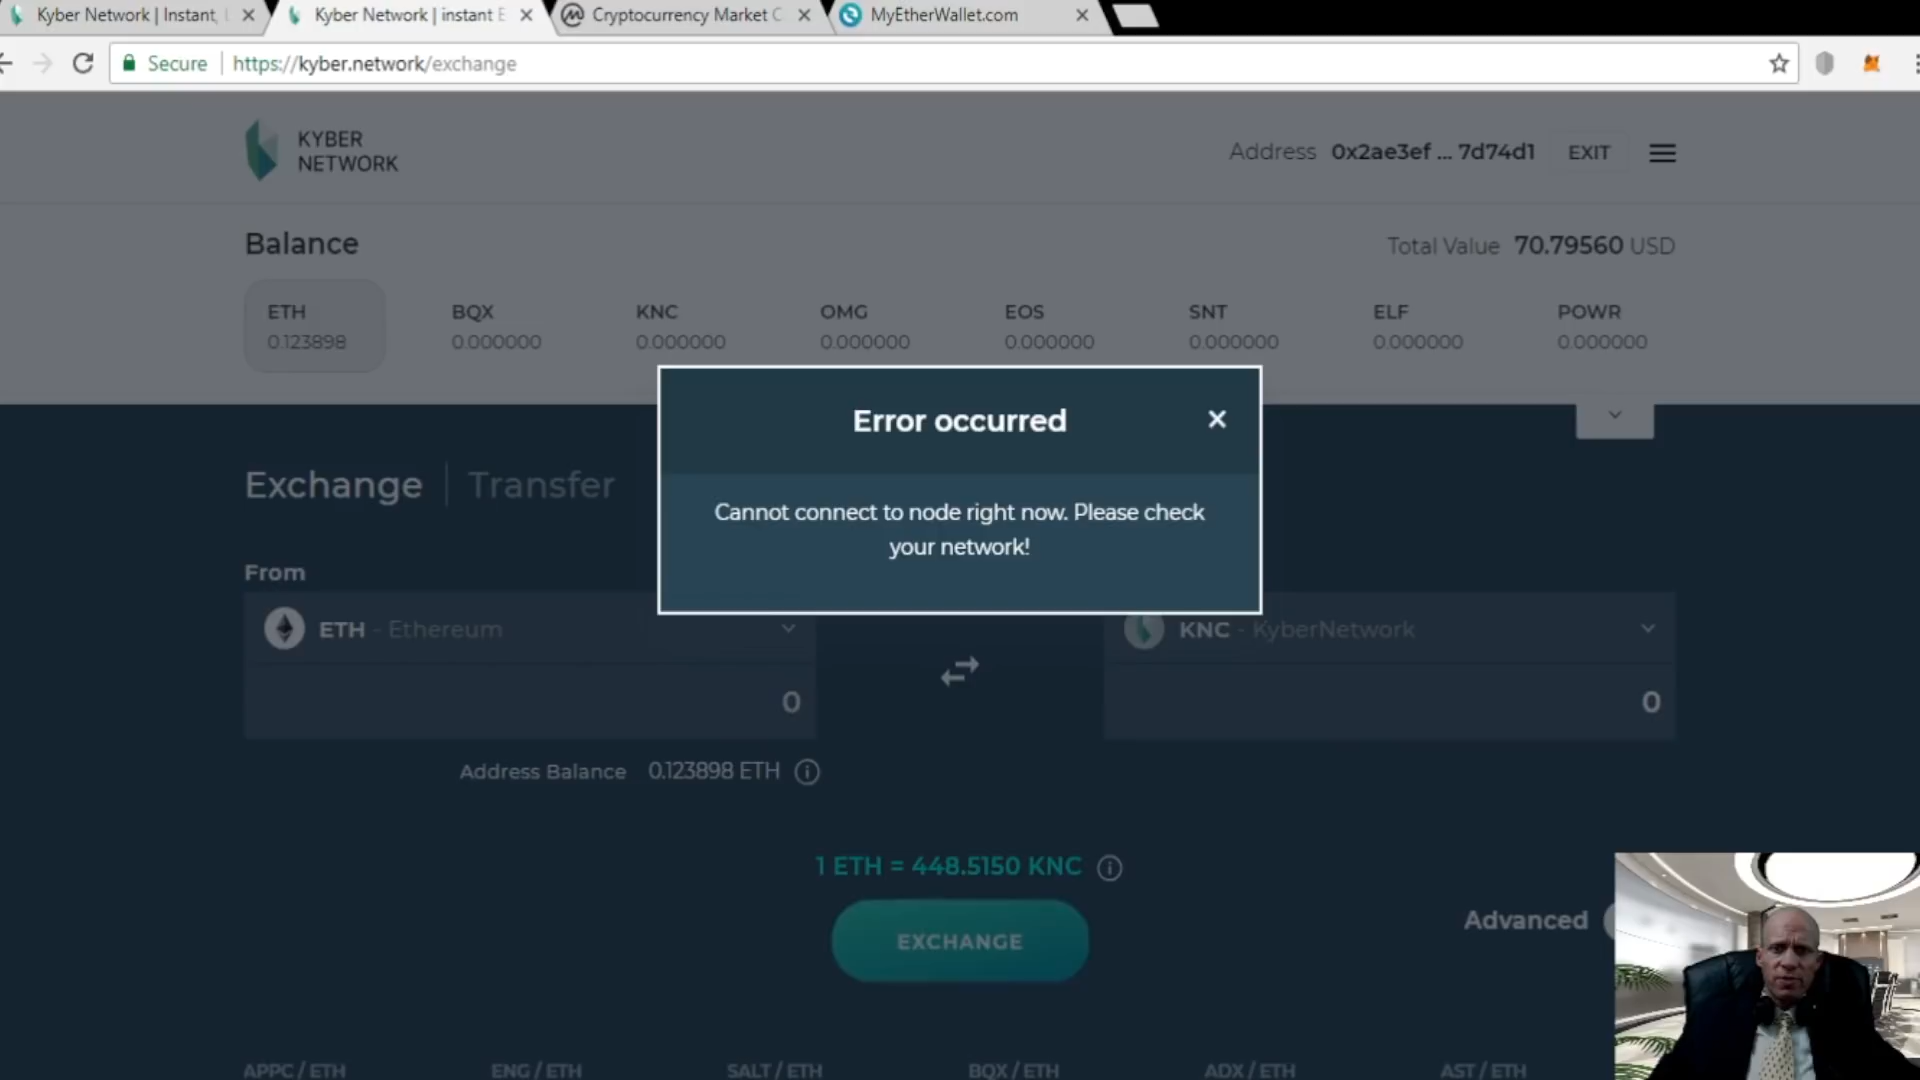 Kyber Network | Instant,
Kyber Network | instant E
Cryptocurrency Market C
MyEtherWallet.com
Secure
https://kyber.network/exchange
KYBER
NETWORK
Address 0x2ae3ef ... 7d74d1 EXIT
Balance
Total Value 70.79560 USD
ETH BQX KNC OMG EOS SNT ELF POWR
0.123898 0.000000 0.000000 0.000000 0.000000 0.000000 0.000000 0.000000
Error occurred
Cannot connect to node right now. Please check
your network!
Exchange | Transfer
From
ETH - Ethereum
KNC - KyberNetwork
0
0
Address Balance 0.123898 ETH
1 ETH = 448.5150 KNC
EXCHANGE
Advanced
APPC / ETH ENG / ETH SALT / ETH BQX / ETH ADX / ETH AST / ETH